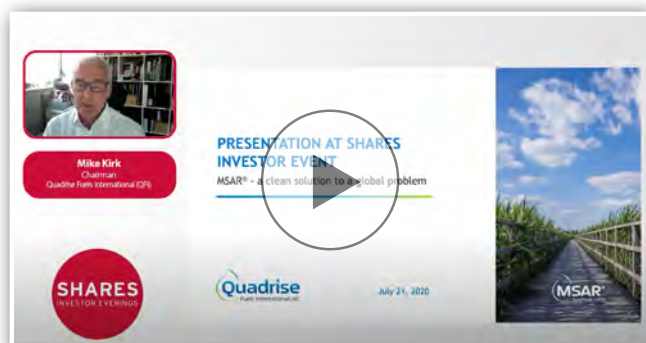 Mike Kirk
Chairman
Quadrise Fuels International (QFI)
SHARES
INVESTOR EVENINGS
PRESENTATION AT SHARES
INVESTOR EVENT
MSAR® - a clean solution to a global problem
Quadrise
Fuels International plc
July 21, 2020
MSAR®